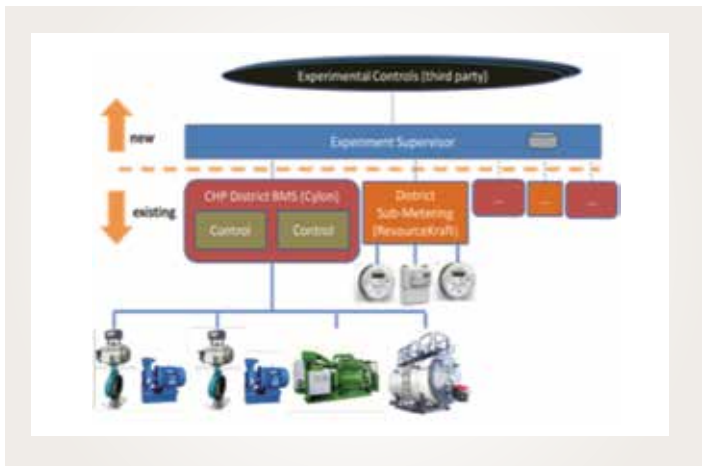 Experimental Controls (third party)
new
Experiment Supervisor
existing
CHP District BMS (Cylon)
Control
Control
District
Sub-Metering
(ResourceKraft)
...
...
...